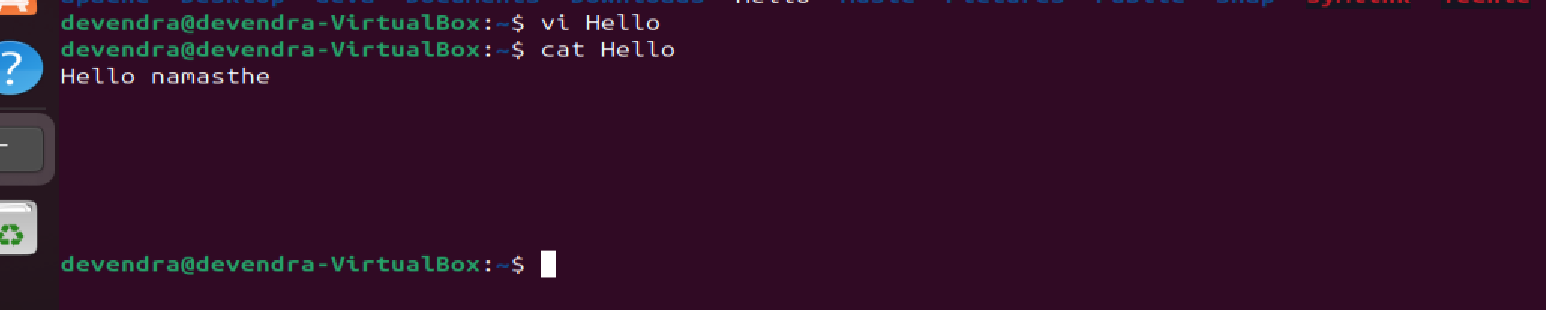 devendra@devendra-VirtualBox:~$ vi Hello
devendra@devendra-VirtualBox:~$ cat Hello
Hello namasthe
devendra@devendra-VirtualBox:~$